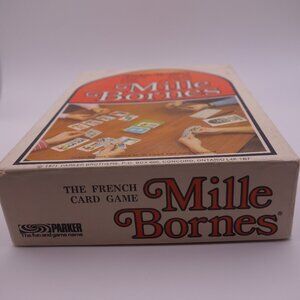 Mille
Bornes
© 1971 PARKER BROTHERS, P.O. BOX 600, CONCORD, ONTARIO L4K 1B7
THE FRENCH
CARD GAME
Mille
Bornes®
PARKER
The fun and game name